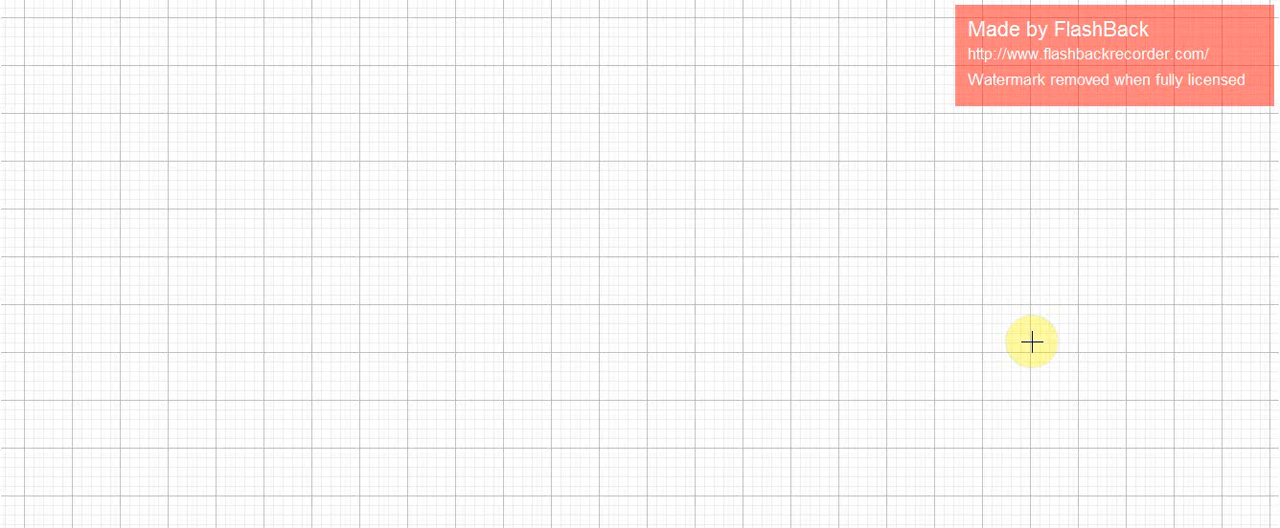 Made by FlashBack
http://www.flashbackrecorder.com/
Watermark removed when fully licensed